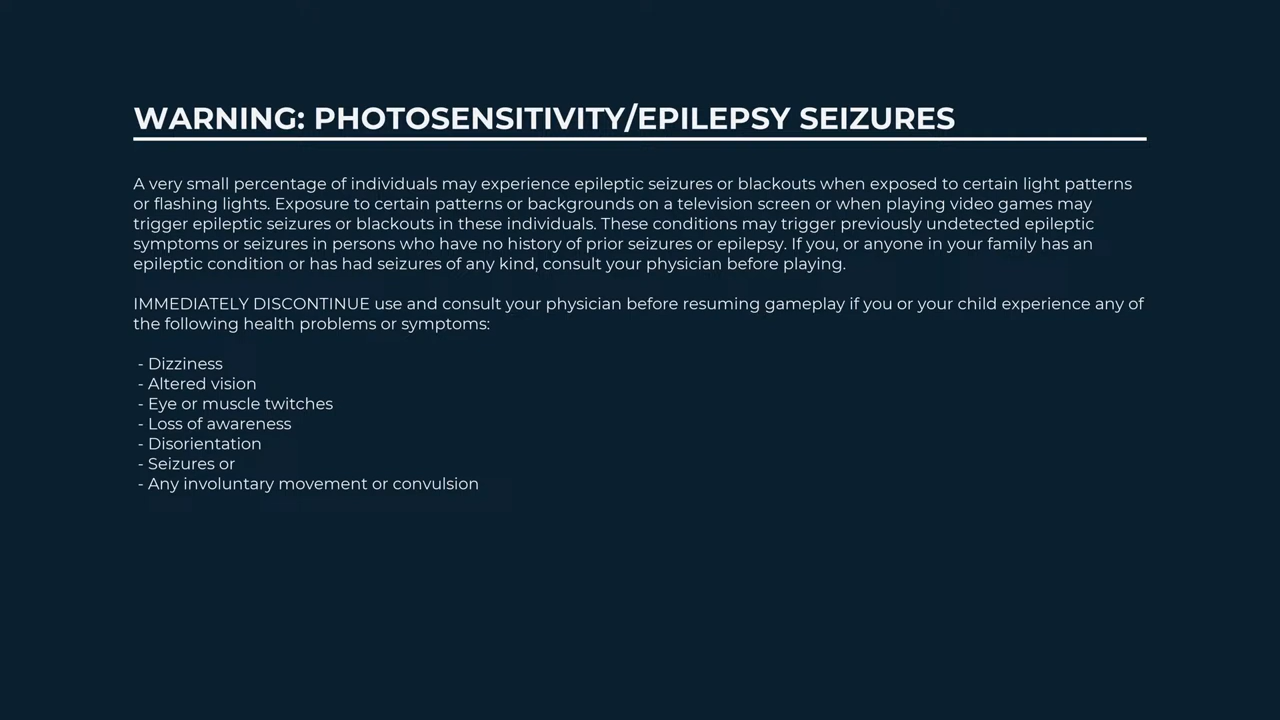 WARNING: PHOTOSENSITIVITY/EPILEPSY SEIZURES
A very small percentage of individuals may experience epileptic seizures or blackouts when exposed to certain light patterns
or flashing lights. Exposure to certain patterns or backgrounds on a television screen or when playing video games may
trigger epileptic seizures or blackouts in these individuals. These conditions may trigger previously undetected epileptic
symptoms or seizures in persons who have no history of prior seizures or epilepsy. If you, or anyone in your family has an
epileptic condition or has had seizures of any kind, consult your physician before playing.
IMMEDIATELY DISCONTINUE use and consult your physician before resuming gameplay if you or your child experience any of
the following health problems or symptoms:
- Dizziness
- Altered vision
- Eye or muscle twitches
- Loss of awareness
- Disorientation
- Seizures or
- Any involuntary movement or convulsion